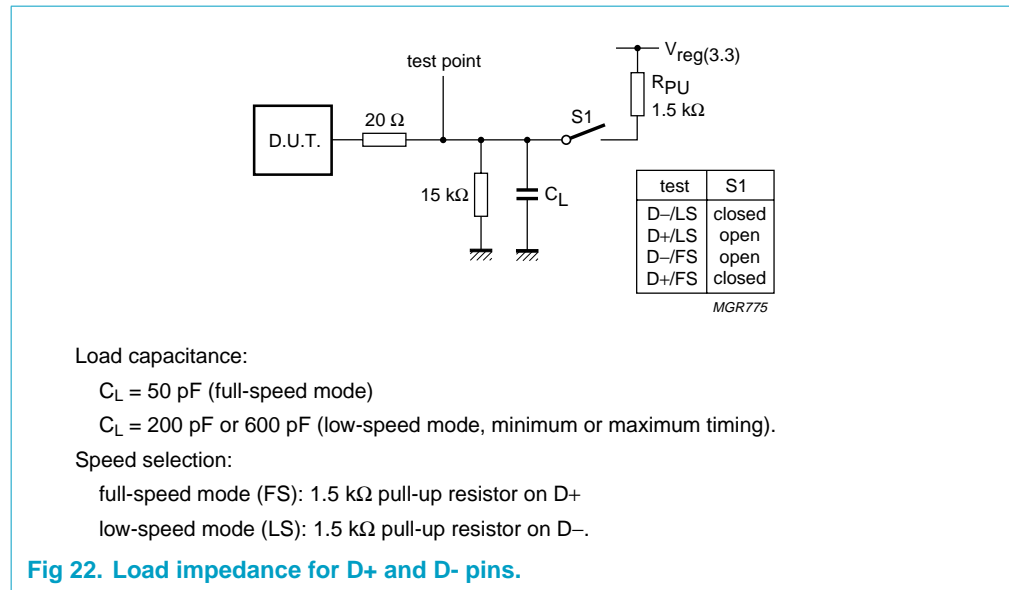 test point
Vreg(3.3)
RPU
1.5 kΩ
S1
D.U.T.
20 Ω
15 kΩ
CL
test S1
D−/LS closed
D+/LS open
D−/FS open
D+/FS closed
MGR775
Load capacitance:
CL = 50 pF (full-speed mode)
CL = 200 pF or 600 pF (low-speed mode, minimum or maximum timing).
Speed selection:
full-speed mode (FS): 1.5 kΩ pull-up resistor on D+
low-speed mode (LS): 1.5 kΩ pull-up resistor on D−.
Fig 22. Load impedance for D+ and D- pins.